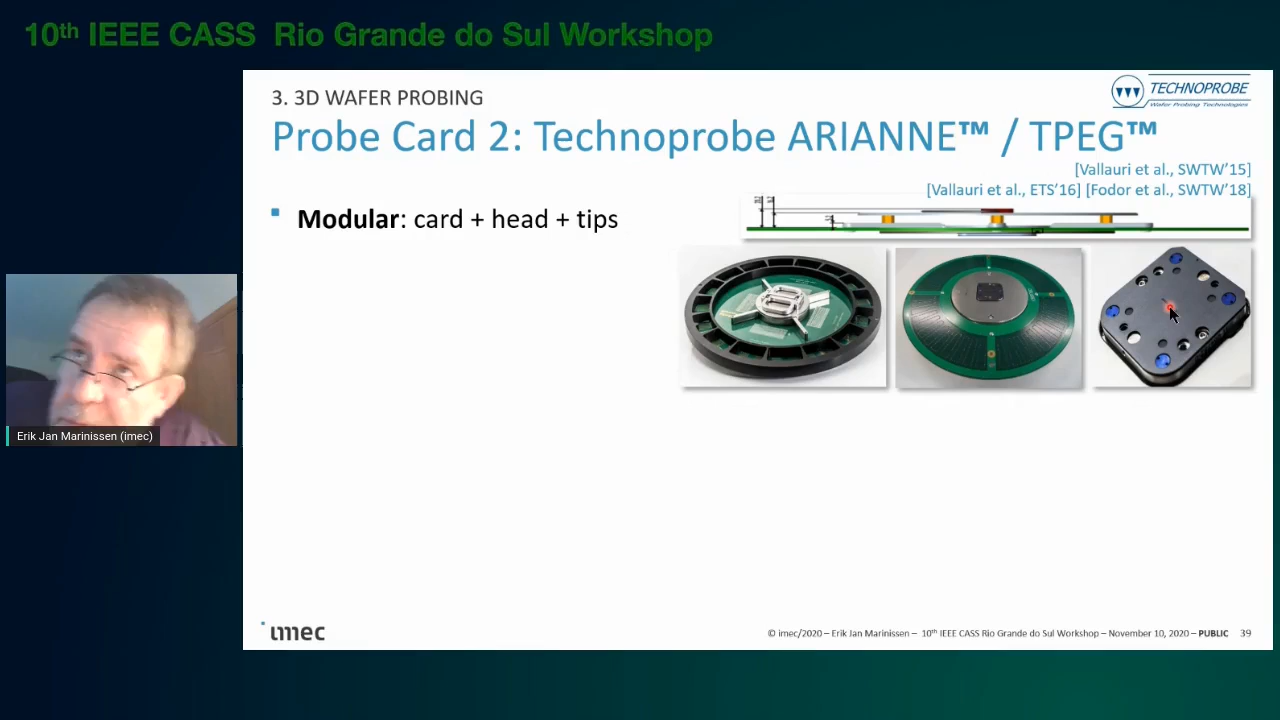 10th IEEE CASS Rio Grande do Sul Workshop
3. 3D WAFER PROBING
TECHNOPROBE
Wafer Probing Technologies
Probe Card 2: Technoprobe ARIANNE™ / TPEG™
[Vallauri et al., SWTW'15]
[Vallauri et al., ETS'16] [Fodor et al., SWTW'18]
▪ Modular: card + head + tips
Erik Jan Marinissen (imec)
imec
© imec/2020 – Erik Jan Marinissen – 10th IEEE CASS Rio Grande do Sul Workshop – November 10, 2020 – PUBLIC 39